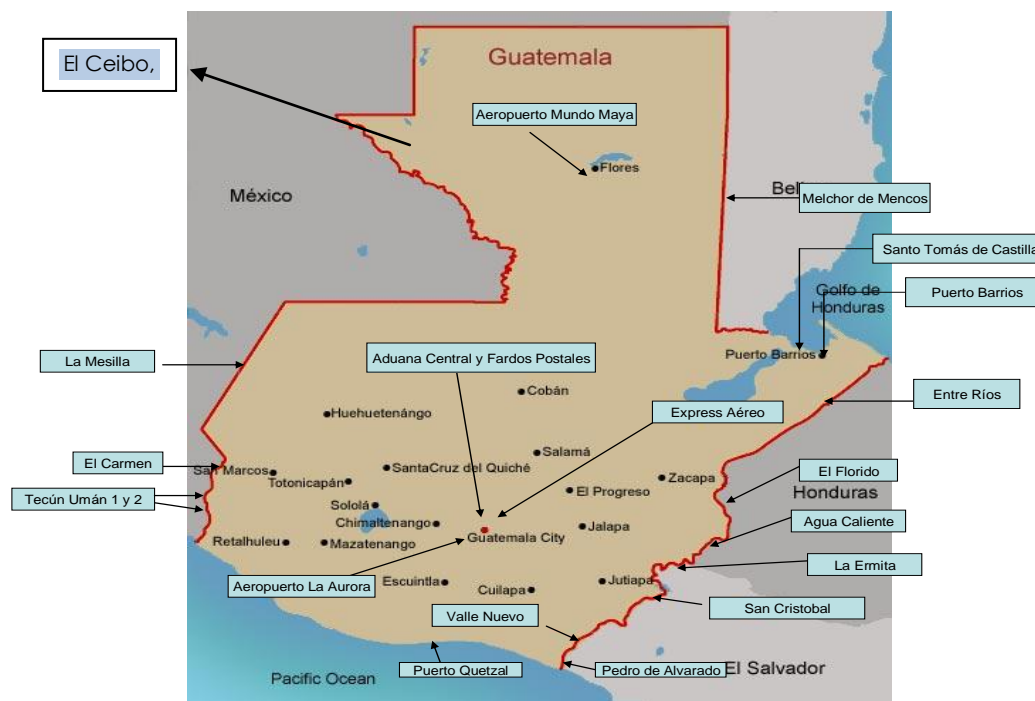 El Ceibo,
Guatemala
Aeropuerto Mundo Maya
Flores
México
Melchor de Mencos
Santo Tomás de Castilla
Golfo de
Honduras
Puerto Barrios
Puerto Barrios
La Mesilla
Aduana Central y Fardos Postales
Cobán
Entre Ríos
Huehuetenángo
Express Aéreo
Salamá
El Carmen
San Marcos
SantaCruz del Quiché
Totonicapán
Zacapa
El Florido
Honduras
Tecún Umán 1 y 2
El Progreso
Sololá
Chimaltenango
Jalapa
Agua Caliente
Guatemala City
Retalhuleu
Mazatenango
La Ermita
Aeropuerto La Aurora
Escuintla
Cuilapa
Jutiapa
San Cristobal
Valle Nuevo
Puerto Quetzal
Pedro de Alvarado
El Salvador
Pacific Ocean